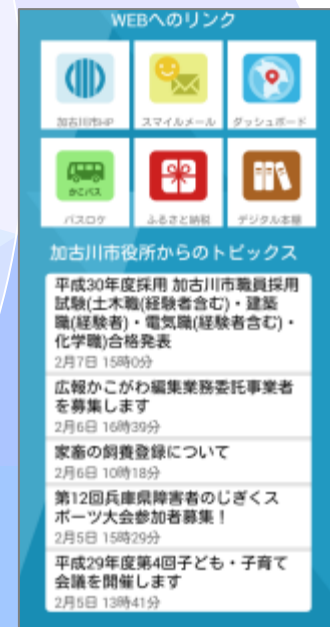 WEBへのリンク
加古川市HP
スマイルメール
ダッシュボード
かこバス
バスロケ
ふるさと納税
デジタル本棚
加古川市役所からのトピックス
平成30年度採用 加古川市職員採用
試験(土木職(経験者含む)・建築
職(経験者)・電気職(経験者含む)・
化学職)合格発表
2月7日 15時0分
広報かこがわ編集業務委託事業者
を募集します
2月6日 16時39分
家畜の飼養登録について
2月6日 10時18分
第12回兵庫県障害者のじぎくス
ポーツ大会参加者募集！
2月5日 15時29分
平成29年度第4回子ども・子育て
会議を開催します
2月5日 13時41分